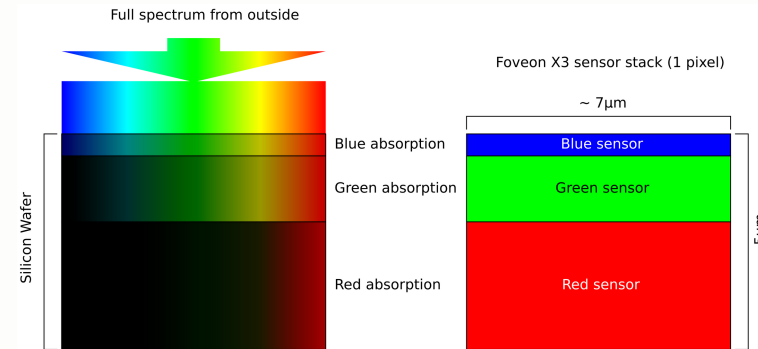 Full spectrum from outside
Foveon X3 sensor stack (1 pixel)
~ 7µm
Blue absorption
Blue sensor
Green absorption
Green sensor
Silicon Wafer
Red absorption
Red sensor